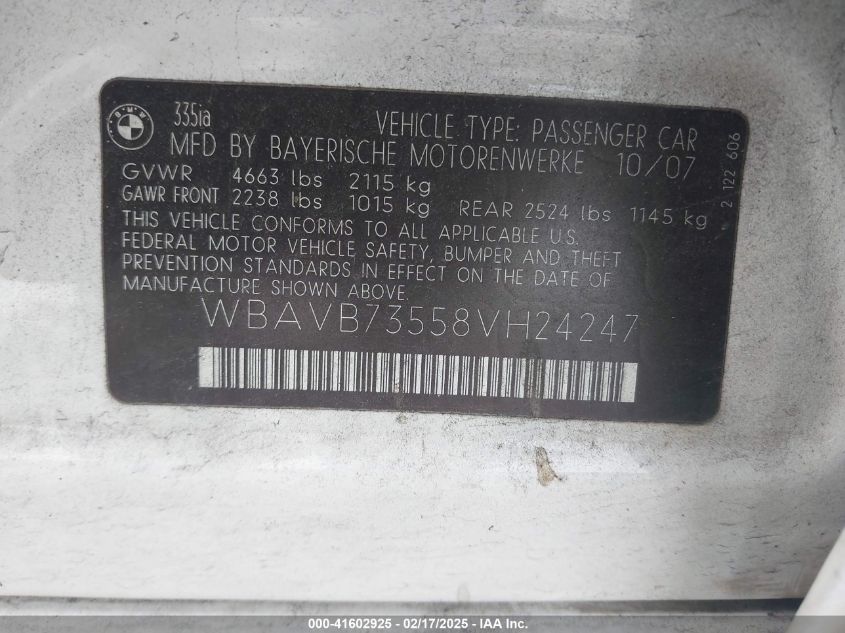 BMW
335ia
VEHICLE TYPE: PASSENGER CAR
MFD BY BAYERISCHE MOTORENWERKE 10/07
GVWR 4663 lbs 2115 kg
GAWR FRONT 2238 lbs 1015 kg REAR 2524 lbs 1145 kg
THIS VEHICLE CONFORMS TO ALL APPLICABLE U.S.
FEDERAL MOTOR VEHICLE SAFETY, BUMPER AND THEFT
PREVENTION STANDARDS IN EFFECT ON THE DATE OF
MANUFACTURE SHOWN ABOVE.
WBAVB73558VH24247
2 122 606
000-41602925 - 02/17/2025 - IAA Inc.